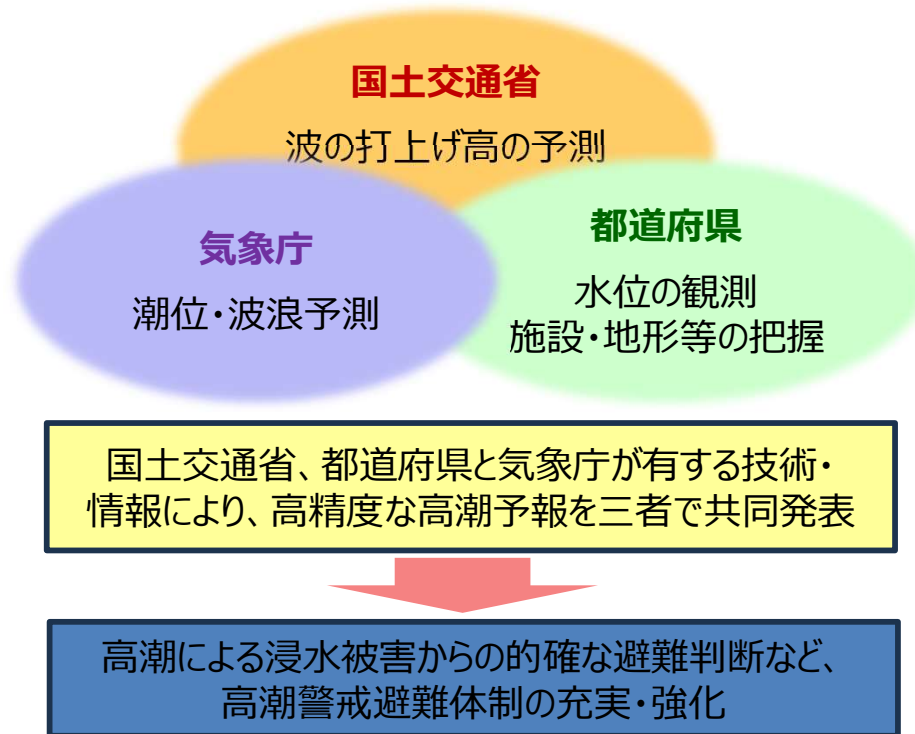 国土交通省
波の打上げ高の予測
気象庁
潮位・波浪予測
都道府県
水位の観測
施設・地形等の把握
国土交通省、都道府県と気象庁が有する技術・
情報により、高精度な高潮予報を三者で共同発表
高潮による浸水被害からの的確な避難判断など、
高潮警戒避難体制の充実・強化